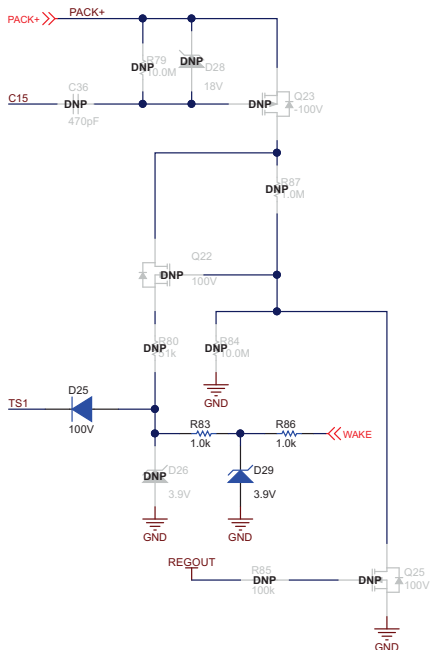 PACK+
PACK+
R79
DNP
10.0M
DNP
D28
18V
C15
C36
DNP
470pF
DNP
Q23
-100V
R87
DNP
1.0M
Q22
DNP
100V
R80
DNP
51k
R84
DNP
10.0M
GND
TS1
D25
100V
R83
1.0k
R86
1.0k
WAKE
DNP
D26
3.9V
D29
3.9V
GND
GND
REGOUT
R85
DNP
100k
DNP
Q25
100V
GND